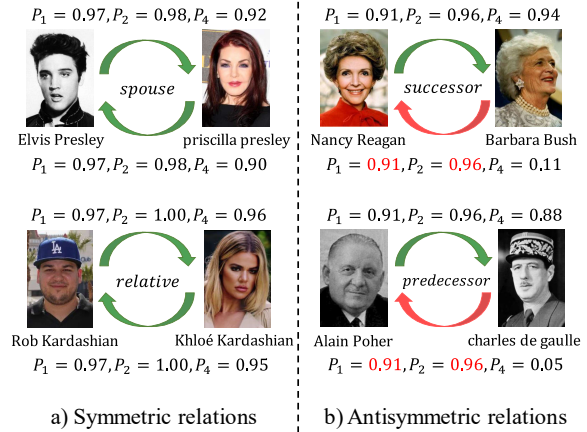 P₁ = 0.97, P₂ = 0.98, P₄ = 0.92
spouse
Elvis Presley
priscilla presley
P₁ = 0.97, P₂ = 0.98, P₄ = 0.90
P₁ = 0.97, P₂ = 1.00, P₄ = 0.96
LA
relative
Rob Kardashian
Khloé Kardashian
P₁ = 0.97, P₂ = 1.00, P₄ = 0.95
a) Symmetric relations
P₁ = 0.91, P₂ = 0.96, P₄ = 0.94
successor
Nancy Reagan
Barbara Bush
P₁ = 0.91, P₂ = 0.96, P₄ = 0.11
P₁ = 0.91, P₂ = 0.96, P₄ = 0.88
predecessor
Alain Poher
charles de gaulle
P₁ = 0.91, P₂ = 0.96, P₄ = 0.05
b) Antisymmetric relations